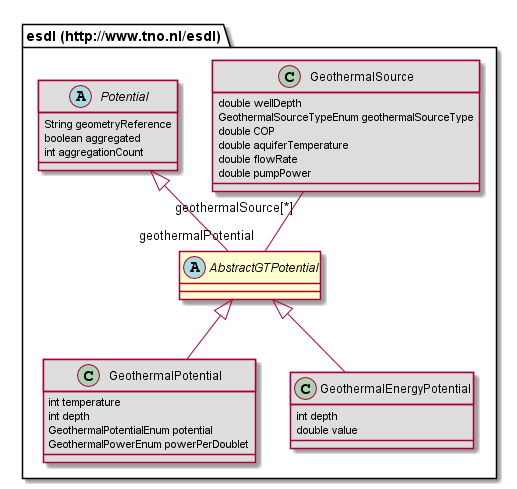 esdl (http://www.tno.nl/esdl)
A Potential
String geometryReference
boolean aggregated
int aggregationCount
C GeothermalSource
double wellDepth
GeothermalSourceTypeEnum geothermalSourceType
double COP
double aquiferTemperature
double flowRate
double pumpPower
geothermalSource[*]
geothermalPotential
A AbstractGTPotential
C GeothermalPotential
int temperature
int depth
GeothermalPotentialEnum potential
GeothermalPowerEnum powerPerDoublet
C GeothermalEnergyPotential
int depth
double value